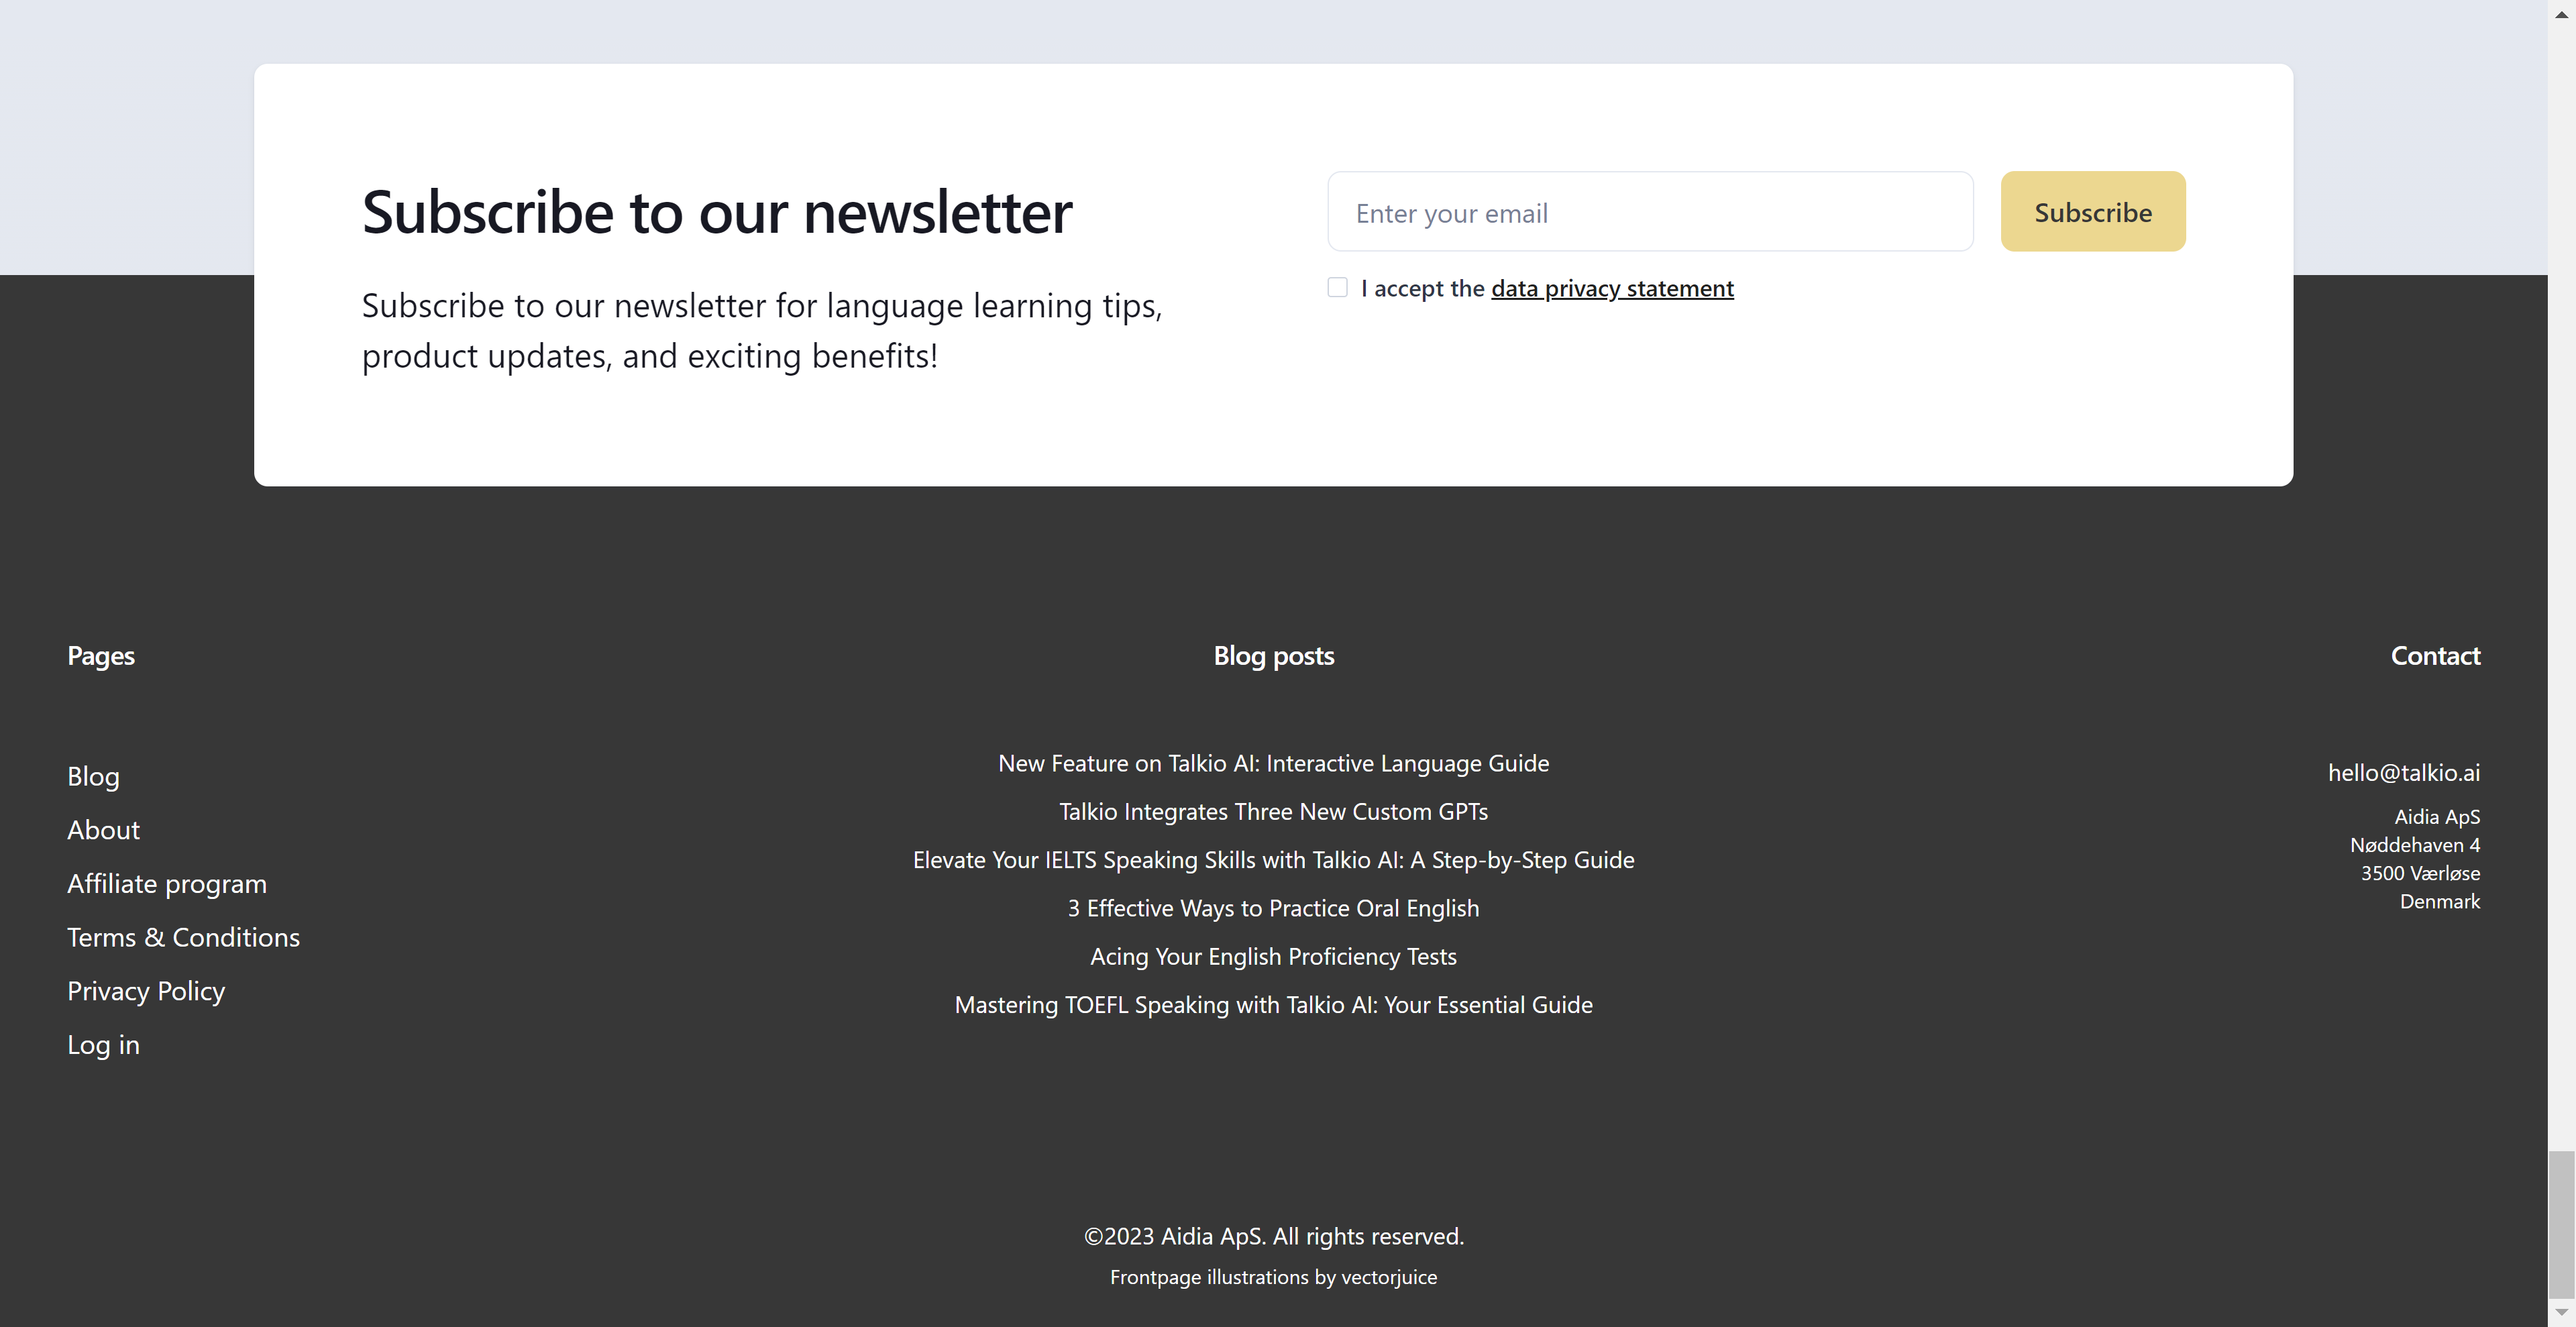 Subscribe to our newsletter
Subscribe to our newsletter for language learning tips,
product updates, and exciting benefits!
Enter your email
Subscribe
I accept the data privacy statement
Pages
Blog
About
Affiliate program
Terms & Conditions
Privacy Policy
Log in
Blog posts
New Feature on Talkio AI: Interactive Language Guide
Talkio Integrates Three New Custom GPTs
Elevate Your IELTS Speaking Skills with Talkio AI: A Step-by-Step Guide
3 Effective Ways to Practice Oral English
Acing Your English Proficiency Tests
Mastering TOEFL Speaking with Talkio AI: Your Essential Guide
Contact
hello@talkio.ai
Aidia ApS
Nøddehaven 4
3500 Værløse
Denmark
©2023 Aidia ApS. All rights reserved.
Frontpage illustrations by vectorjuice